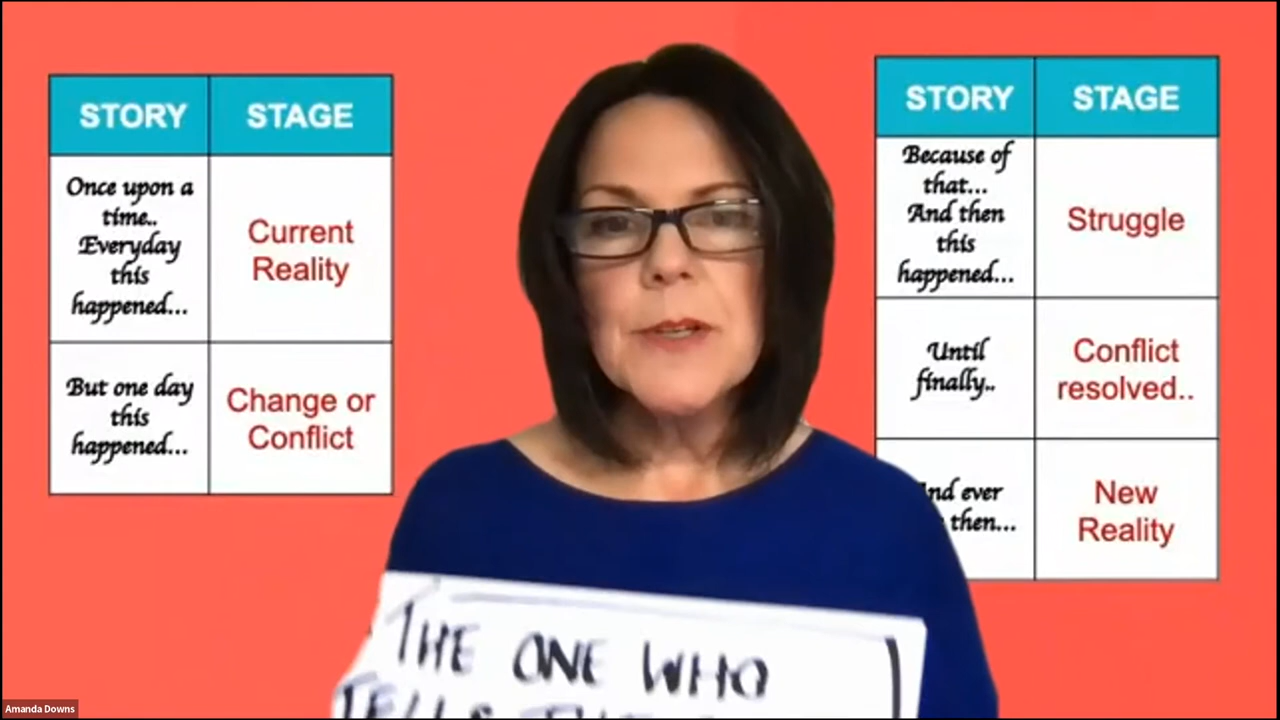 STORY STAGE
Once upon a
time..
Everyday
this
happened...
Current
Reality
But one day
this
happened...
Change or
Conflict
STORY STAGE
Because of
that...
And then
this
happened...
Struggle
Until
finally..
Conflict
resolved..
ever
then...
New
Reality
THE ONE WHO
Amanda Downs